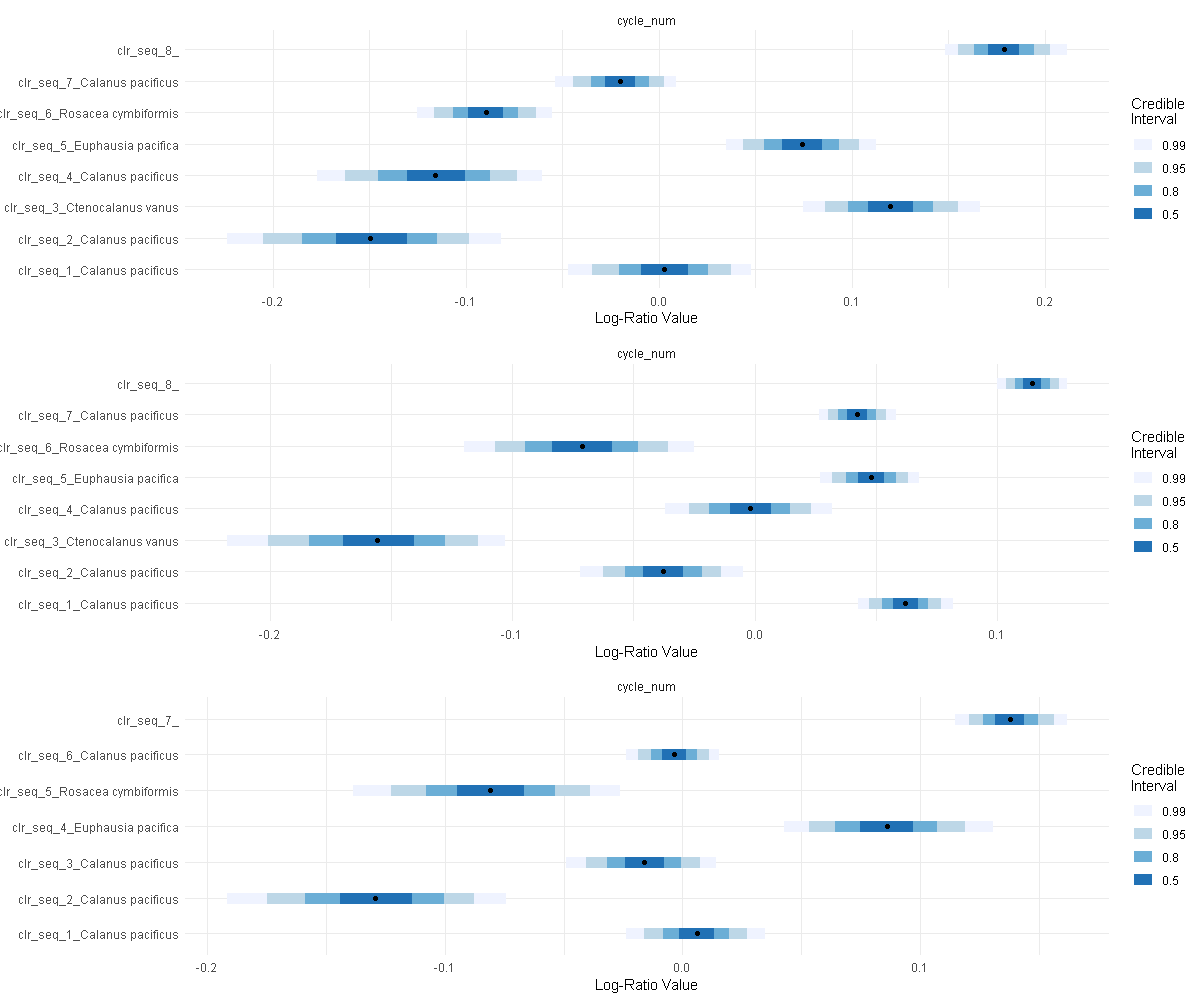 cycle_num
clr_seq_8_
clr_seq_7_Calanus pacificus
clr_seq_6_Rosacea cymbiformis
clr_seq_5_Euphausia pacifica
clr_seq_4_Calanus pacificus
clr_seq_3_Ctenocalanus vanus
clr_seq_2_Calanus pacificus
clr_seq_1_Calanus pacificus
-0.2 -0.1 0.0 0.1 0.2
Log-Ratio Value
Credible
Interval
0.99
0.95
0.8
0.5
cycle_num
clr_seq_8_
clr_seq_7_Calanus pacificus
clr_seq_6_Rosacea cymbiformis
clr_seq_5_Euphausia pacifica
clr_seq_4_Calanus pacificus
clr_seq_3_Ctenocalanus vanus
clr_seq_2_Calanus pacificus
clr_seq_1_Calanus pacificus
-0.2 -0.1 0.0 0.1
Log-Ratio Value
Credible
Interval
0.99
0.95
0.8
0.5
cycle_num
clr_seq_7_
clr_seq_6_Calanus pacificus
clr_seq_5_Rosacea cymbiformis
clr_seq_4_Euphausia pacifica
clr_seq_3_Calanus pacificus
clr_seq_2_Calanus pacificus
clr_seq_1_Calanus pacificus
-0.2 -0.1 0.0 0.1
Log-Ratio Value
Credible
Interval
0.99
0.95
0.8
0.5